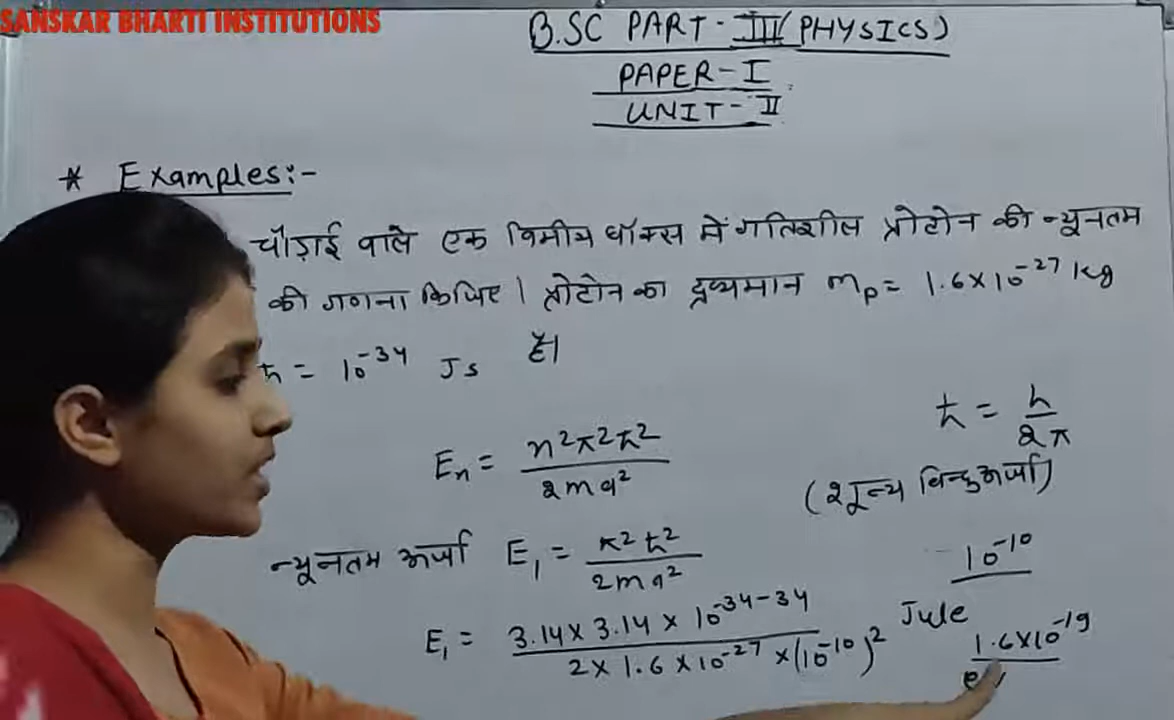 SANSKAR BHARTI INSTITUTIONS
B.SC PART-III (PHYSICS)
PAPER-I
UNIT-II
* Examples:-
चौड़ाई वाले एक विमीय बॉक्स में गतिशील प्रोटोन की न्यूनतम
की गणना किजिए। प्रोटोन का द्रव्यमान mₚ = 1.6×10⁻²⁷ kg
ħ = 10⁻³⁴ Js है।
ħ = h/2π
Eₙ = n²π²ħ²/2ma²
(शून्य बिन्दु ऊर्जा)
न्यूनतम ऊर्जा E₁ = π²ħ²/2ma²
10⁻¹⁰
E₁ = 3.14×3.14×10⁻³⁴⁻³⁴/2×1.6×10⁻²⁷×(10⁻¹⁰)² Jule
1.6×10⁻¹⁹